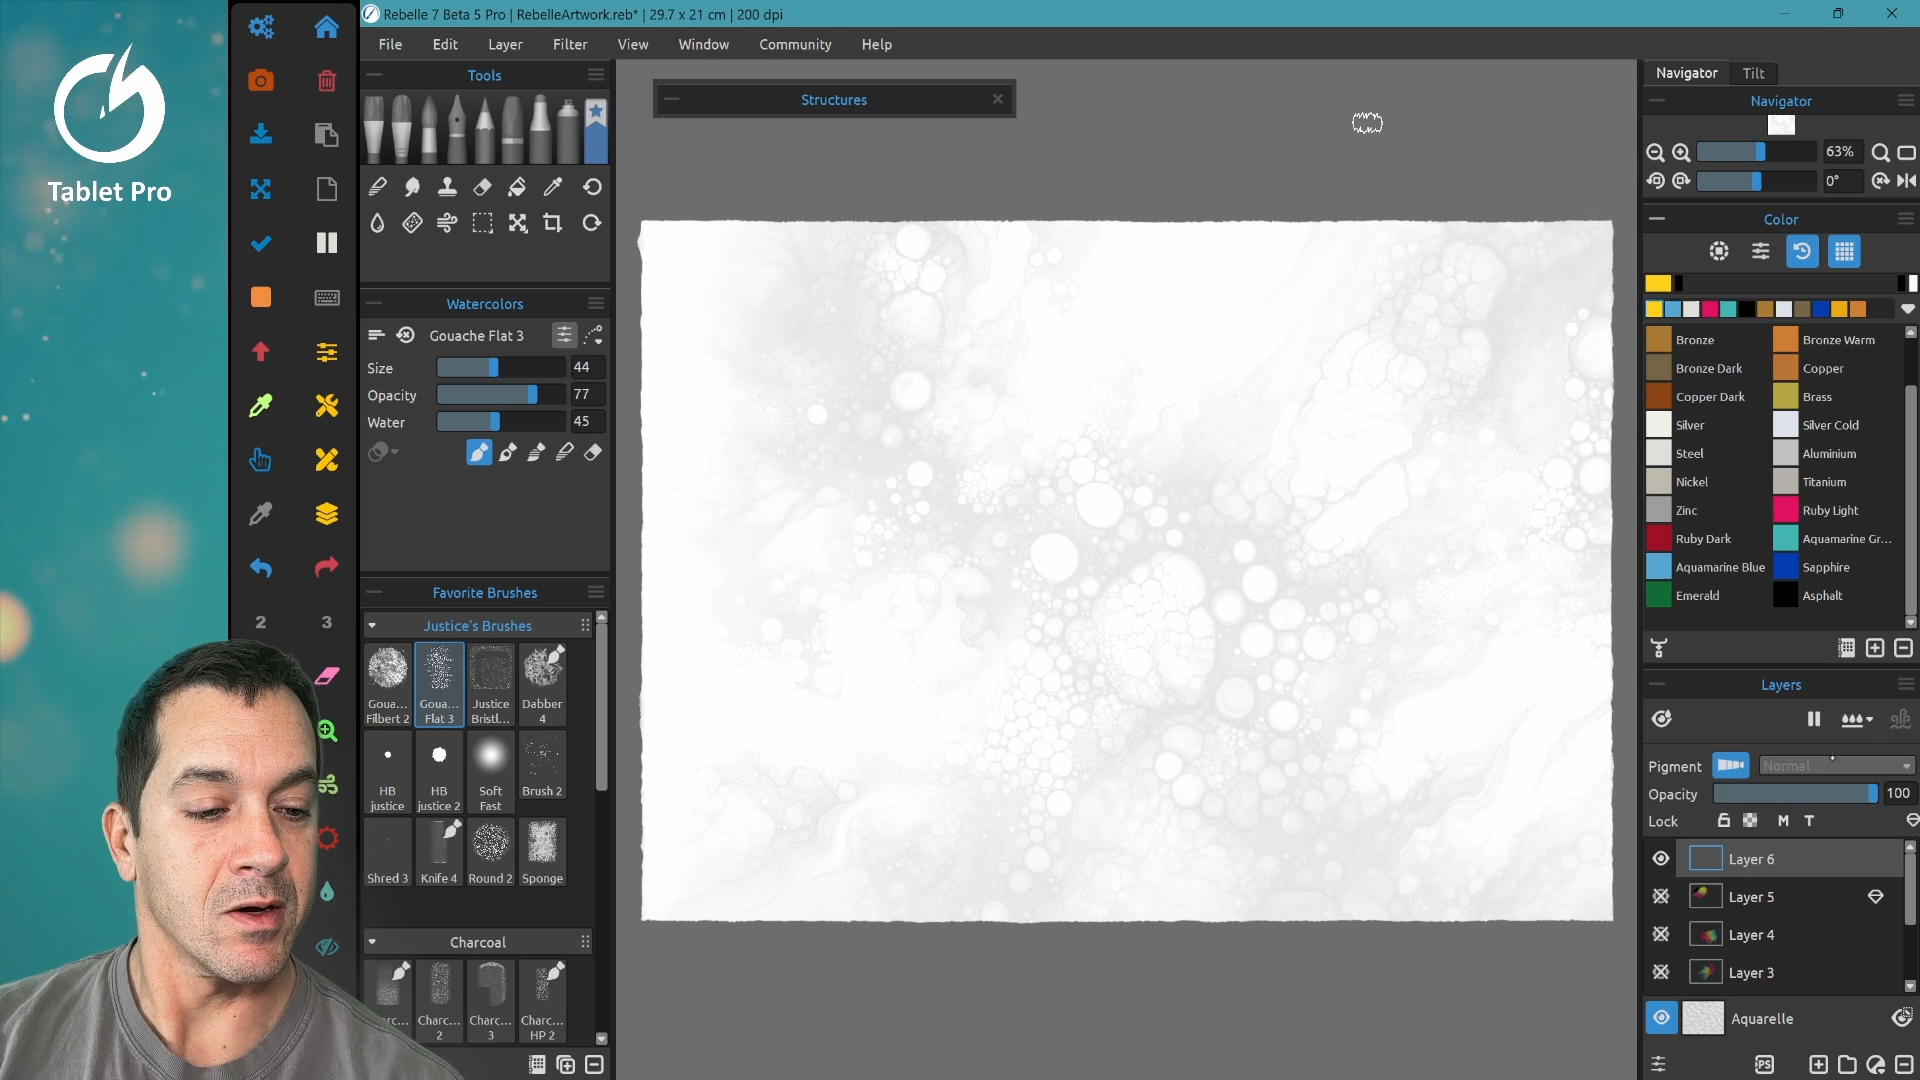 Rebelle 7 Beta 5 Pro | RebelleArtwork.reb* | 29.7 x 21 cm | 200 dpi
File Edit Layer Filter View Window Community Help
Tablet Pro
2 3
Tools
Watercolors
Gouache Flat 3
Size 44
Opacity 77
Water 45
Favorite Brushes
Justice's Brushes
Goua... Filbert 2
Goua... Flat 3
Justice Bristl...
Dabber 4
HB justice
HB justice 2
Soft Fast
Brush 2
Shred 3
Knife 4
Round 2
Sponge
Charcoal
Charc... 2
Charc... 3
Charc... HP 2
Structures
Navigator Tilt
Navigator
63%
0°
Color
Bronze Bronze Warm
Bronze Dark Copper
Copper Dark Brass
Silver Silver Cold
Steel Aluminium
Nickel Titanium
Zinc Ruby Light
Ruby Dark Aquamarine Gr...
Aquamarine Blue Sapphire
Emerald Asphalt
Layers
Pigment Normal
Opacity 100
Lock M T
Layer 6
Layer 5
Layer 4
Layer 3
Aquarelle
PS